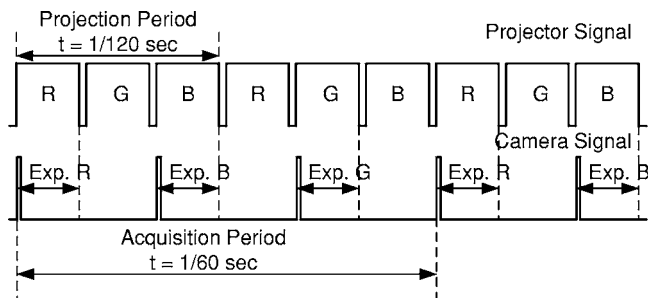 Projection Period
t = 1/120 sec
Projector Signal
R G B R G B R G B
Camera Signal
Exp. R Exp. B Exp. G Exp. R Exp. B
Acquisition Period
t = 1/60 sec